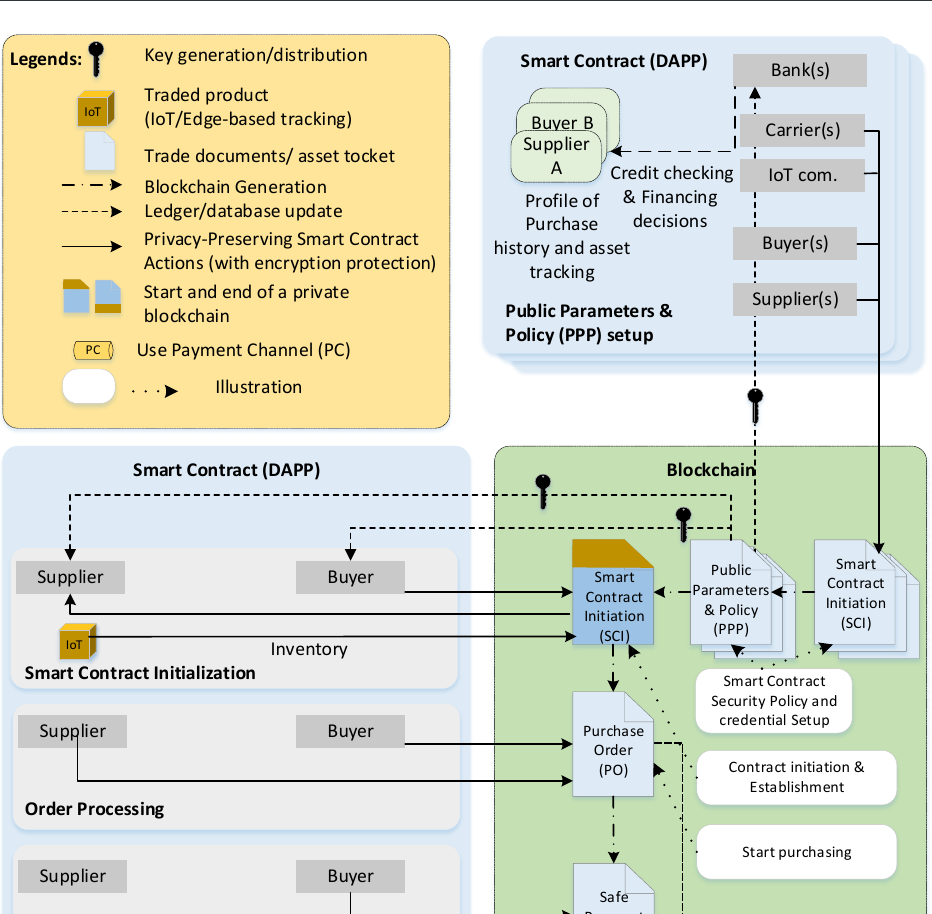 Legends:
Key generation/distribution
IoT
Traded product
(IoT/Edge-based tracking)
Trade documents/ asset tocket
Blockchain Generation
Ledger/database update
Privacy-Preserving Smart Contract
Actions (with encryption protection)
Start and end of a private
blockchain
PC
Use Payment Channel (PC)
Illustration
Smart Contract (DAPP)
Bank(s)
Buyer B
Supplier
A
Carrier(s)
IoT com.
Credit checking
& Financing
decisions
Profile of
Purchase
history and asset
tracking
Buyer(s)
Supplier(s)
Public Parameters &
Policy (PPP) setup
Smart Contract (DAPP)
Supplier
Buyer
IoT
Inventory
Smart Contract Initialization
Supplier
Buyer
Order Processing
Supplier
Buyer
Blockchain
Smart
Contract
Initiation
(SCI)
Public
Parameters
& Policy
(PPP)
Smart
Contract
Initiation
(SCI)
Smart Contract
Security Policy and
credential Setup
Purchase
Order
(PO)
Contract initiation &
Establishment
Start purchasing
Safe